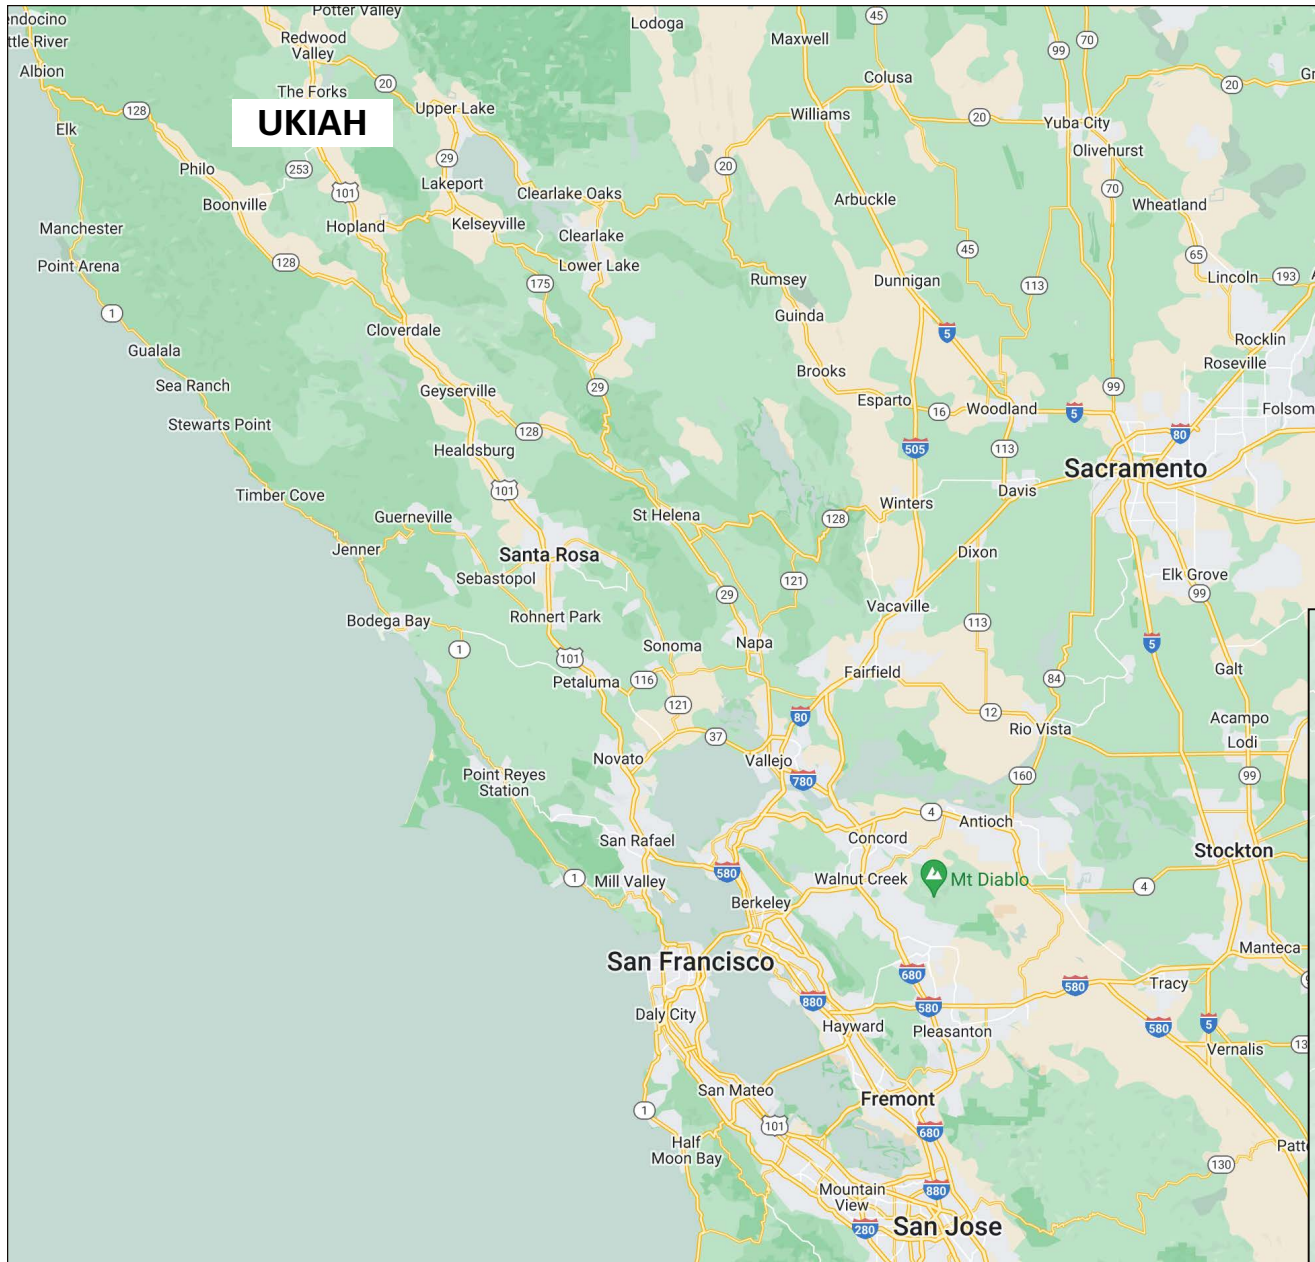 endocino
ttle River
Albion
Elk
Potter Valley
Redwood
Valley
The Forks
UKIAH
Lodoga
Maxwell
45
99
70
Colusa
20
20
Gr
128
Upper Lake
Williams
20
Yuba City
Olivehurst
Philo
253
101
29
Lakeport
Clearlake Oaks
20
Arbuckle
70
Wheatland
Boonville
Hopland
Kelseyville
Clearlake
Lower Lake
45
65
Manchester
Point Arena
128
175
Rumsey
Dunnigan
113
Lincoln
193
A
1
Guinda
5
Cloverdale
Gualala
Sea Ranch
Stewarts Point
Geyserville
29
Brooks
Esparto
16
Woodland
5
99
Rocklin
Roseville
Folsom
80
128
Healdsburg
505
113
Sacramento
101
Timber Cove
Guerneville
St Helena
Winters
Davis
128
Jenner
Santa Rosa
Sebastopol
121
Dixon
Elk Grove
99
29
Bodega Bay
Rohnert Park
Vacaville
113
1
101
Sonoma
Napa
5
Petaluma
116
121
Fairfield
84
Galt
80
12
37
Rio Vista
Acampo
Lodi
Novato
Vallejo
780
160
99
Point Reyes
Station
4
Antioch
San Rafael
Concord
Stockton
1
Mill Valley
580
Walnut Creek
Mt Diablo
4
Berkeley
San Francisco
680
Manteca
880
580
580
Tracy
Daly City
Hayward
Pleasanton
580
5
13
Vernalis
San Mateo
Fremont
1
101
680
Half
Moon Bay
Patte
130
Mountain
View
880
280
San Jose